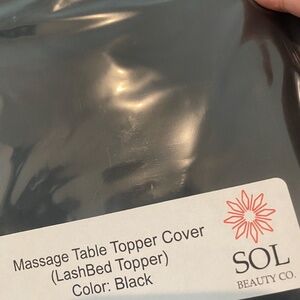 Massage Table Topper Cover
(LashBed Topper)
Color: Black
SOL
BEAUTY CO.